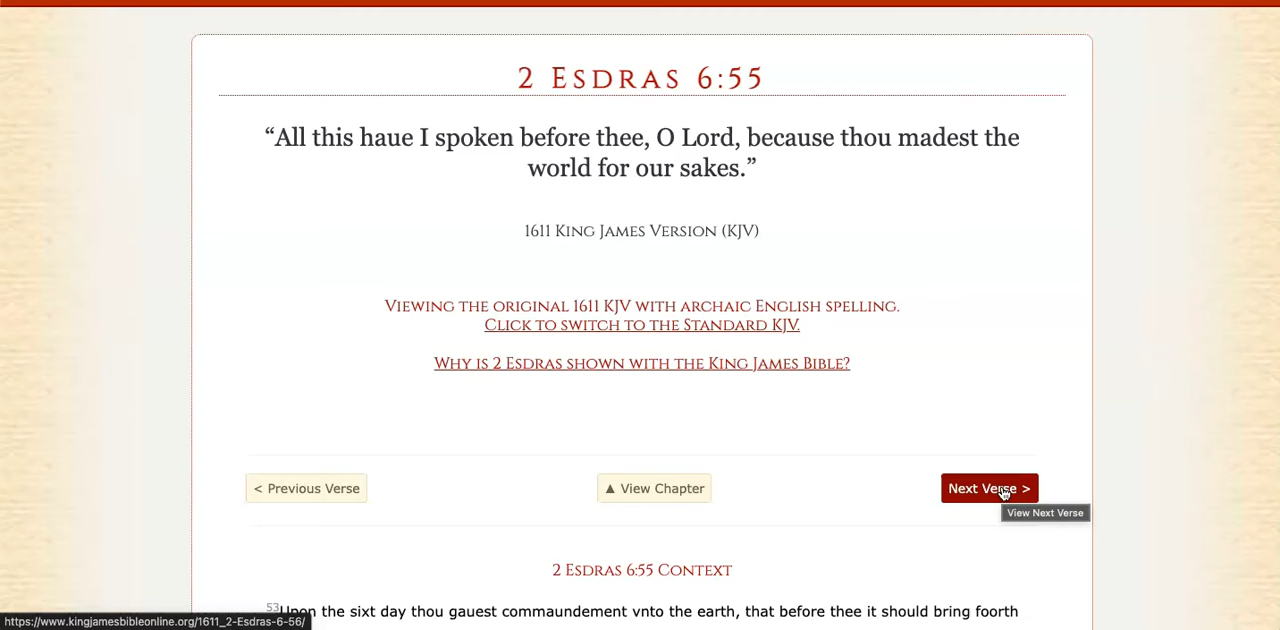 2 Esdras 6:55
“All this haue I spoken before thee, O Lord, because thou madest the
world for our sakes.”
1611 King James Version (KJV)
Viewing the original 1611 KJV with archaic English spelling.
Click to switch to the Standard KJV.
Why is 2 Esdras shown with the King James Bible?
< Previous Verse
▲ View Chapter
Next Verse >
View Next Verse
2 Esdras 6:55 Context
53Upon the sixt day thou gauest commaundement vnto the earth, that before thee it should bring foorth
https://www.kingjamesbibleonline.org/1611_2-Esdras-6-56/